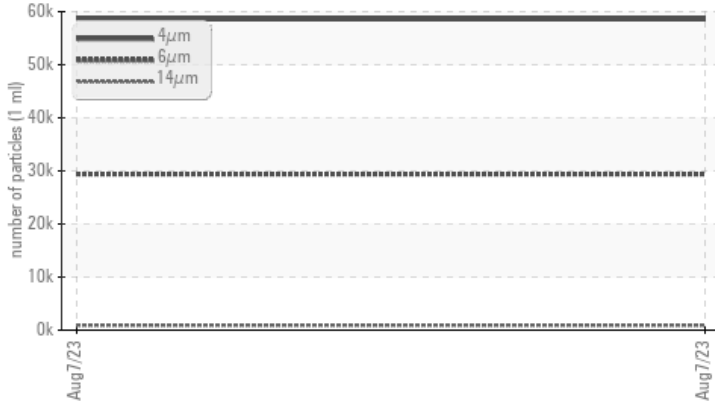 60k
50k
40k
30k
20k
10k
0k
number of particles (1 ml)
4μm
6μm
14μm
Aug7/23
Aug7/23